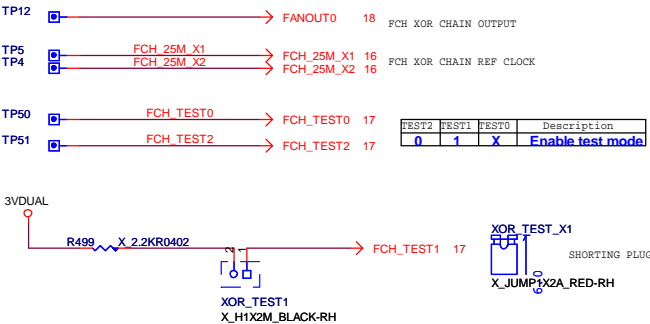 TP12 FANOUT0 18 FCH XOR CHAIN OUTPUT
TP5 FCH_25M_X1 FCH_25M_X1 16
TP4 FCH_25M_X2 FCH_25M_X2 16 FCH XOR CHAIN REF CLOCK
TP50 FCH_TEST0 FCH_TEST0 17
TP51 FCH_TEST2 FCH_TEST2 17
TEST2 TEST1 TEST0 Description
0 1 X Enable test mode
3VDUAL
R499 X_2.2KR0402 2 1 FCH_TEST1 17
XOR_TEST1
X_H1X2M_BLACK-RH
XOR_TEST_X1
SHORTING PLUG
X_JUMP1X2A_RED-RH